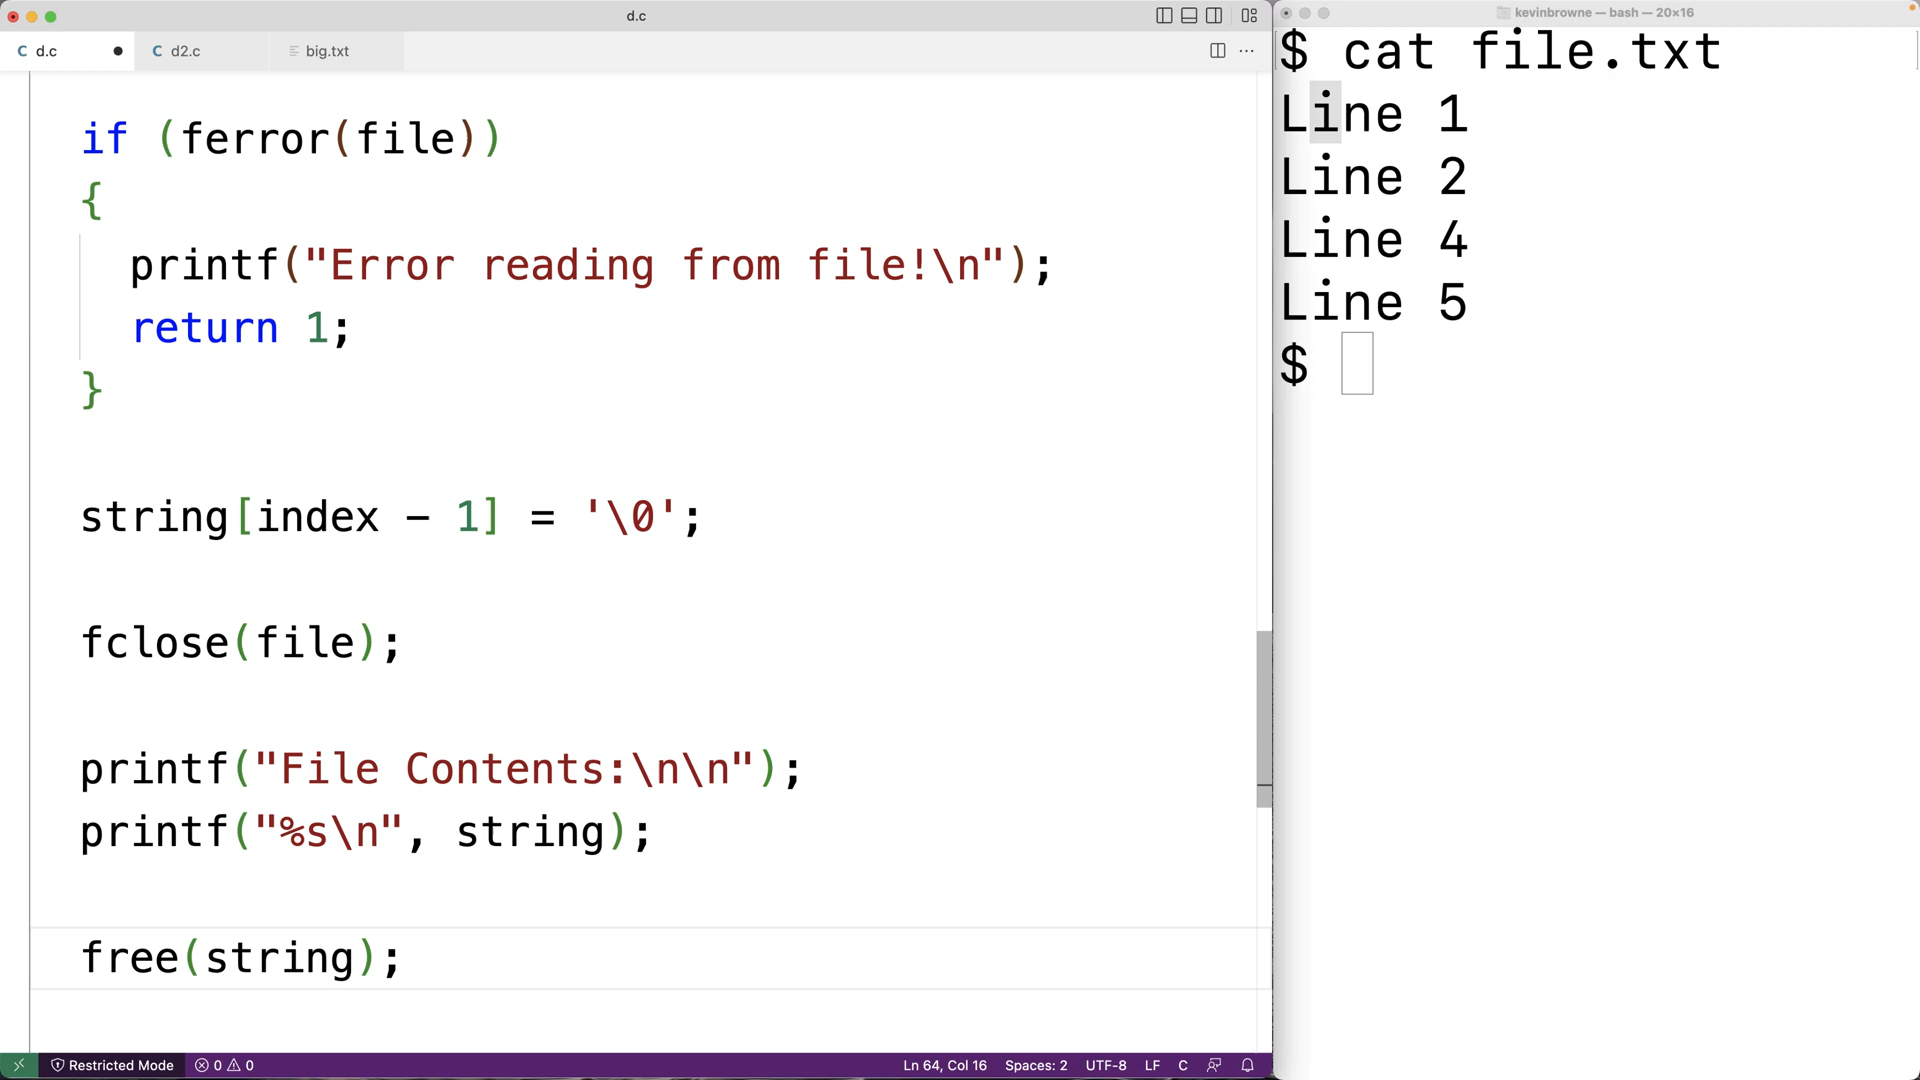 d.c
C d.c
C d2.c
big.txt
if (ferror(file))
{
printf("Error reading from file!\n");
return 1;
}
string[index - 1] = '\0';
fclose(file);
printf("File Contents:\n\n");
printf("%s\n", string);
free(string);
Restricted Mode
0
0
Ln 64, Col 16
Spaces: 2
UTF-8
LF
C
kevinbrowne — bash — 20×16
$ cat file.txt
Line 1
Line 2
Line 4
Line 5
$